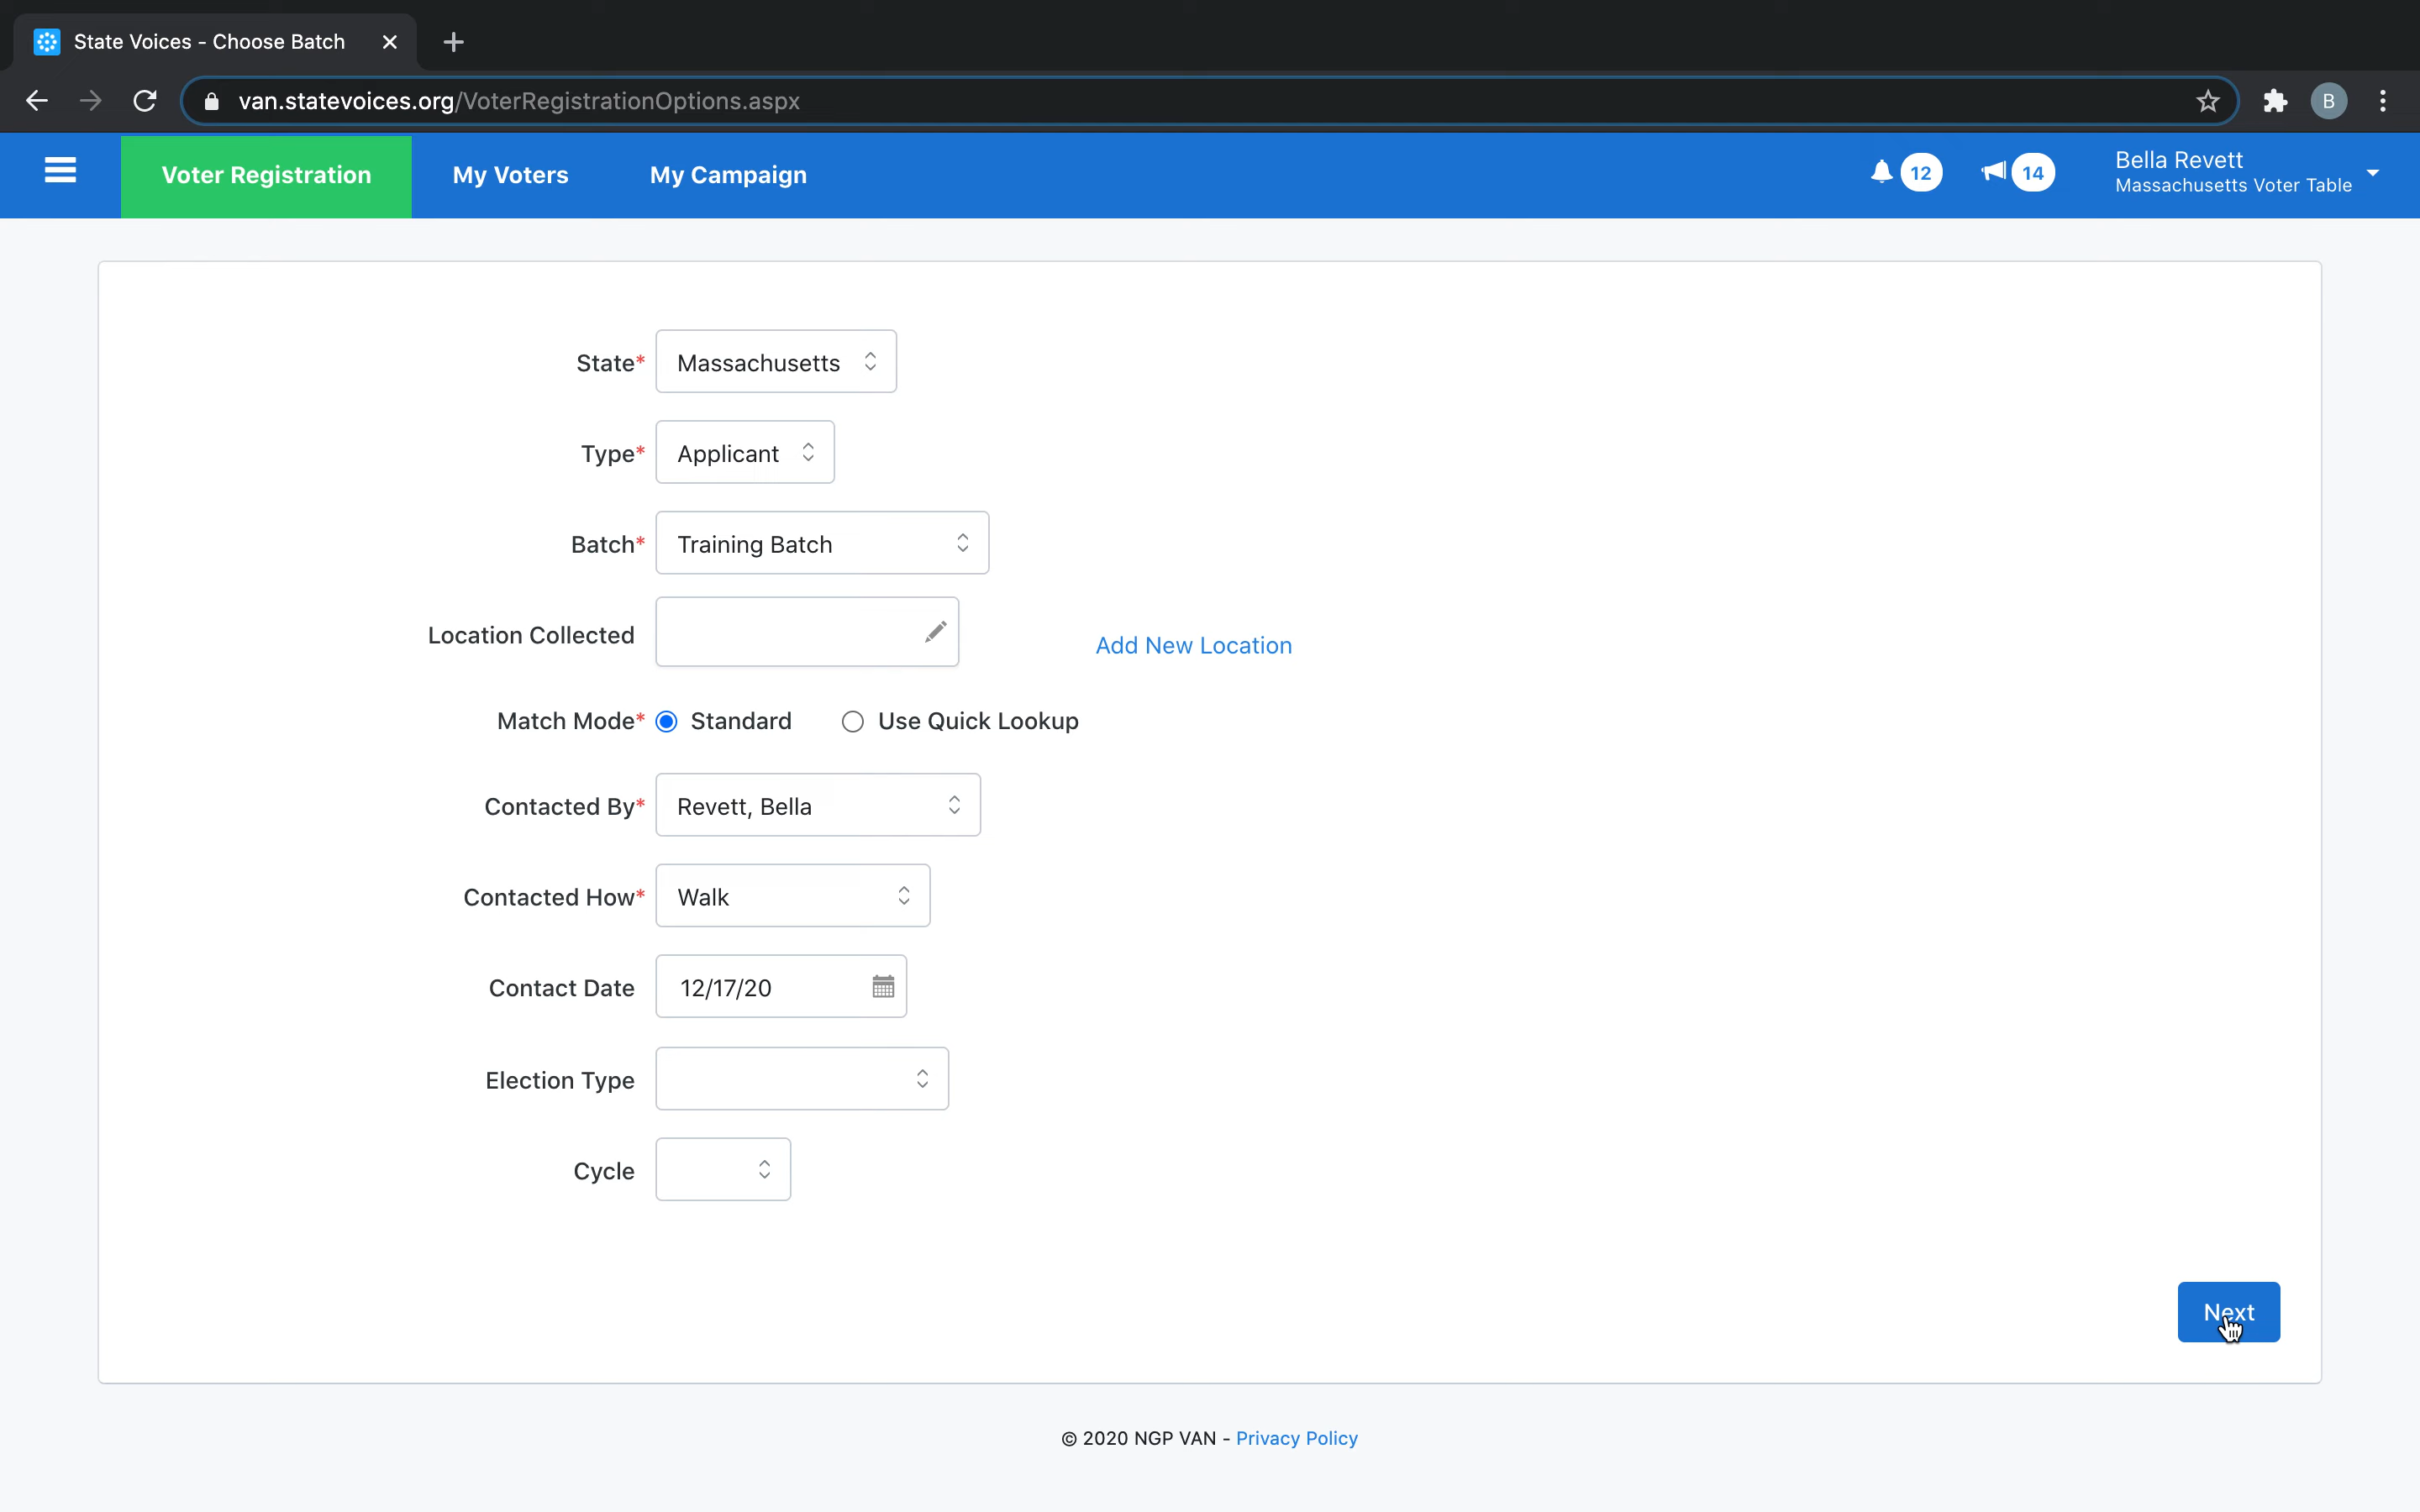 State Voices - Choose Batch
van.statevoices.org/VoterRegistrationOptions.aspx
B
Voter Registration
My Voters
My Campaign
12
14
Bella Revett
Massachusetts Voter Table
State* Massachusetts
Type* Applicant
Batch* Training Batch
Location Collected
Add New Location
Match Mode* Standard Use Quick Lookup
Contacted By* Revett, Bella
Contacted How* Walk
Contact Date 12/17/20
Election Type
Cycle
Next
© 2020 NGP VAN - Privacy Policy